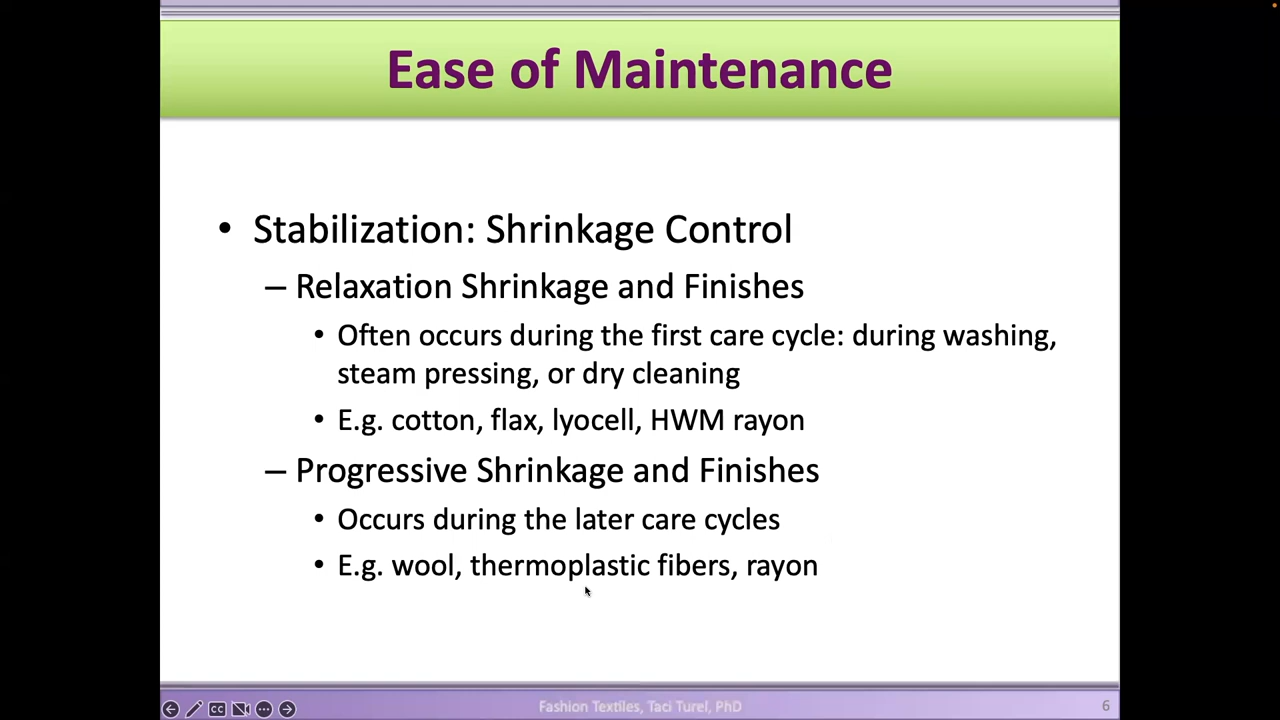 Ease of Maintenance
• Stabilization: Shrinkage Control
– Relaxation Shrinkage and Finishes
• Often occurs during the first care cycle: during washing,
steam pressing, or dry cleaning
• E.g. cotton, flax, lyocell, HWM rayon
– Progressive Shrinkage and Finishes
• Occurs during the later care cycles
• E.g. wool, thermoplastic fibers, rayon
CC
Fashion Textiles, Taci Turel, PhD
6